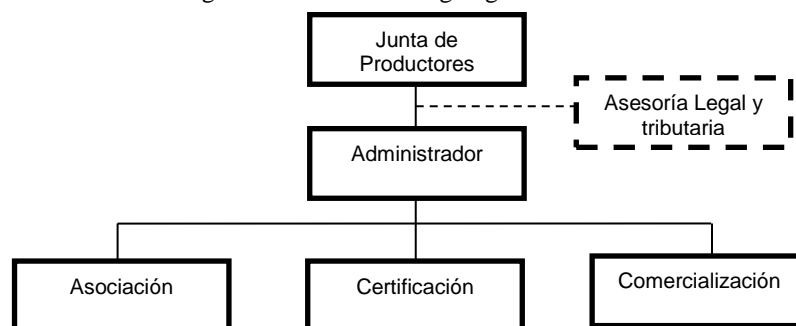 Junta de
Productores
Asesoría Legal y
tributaria
Administrador
Asociación
Certificación
Comercialización